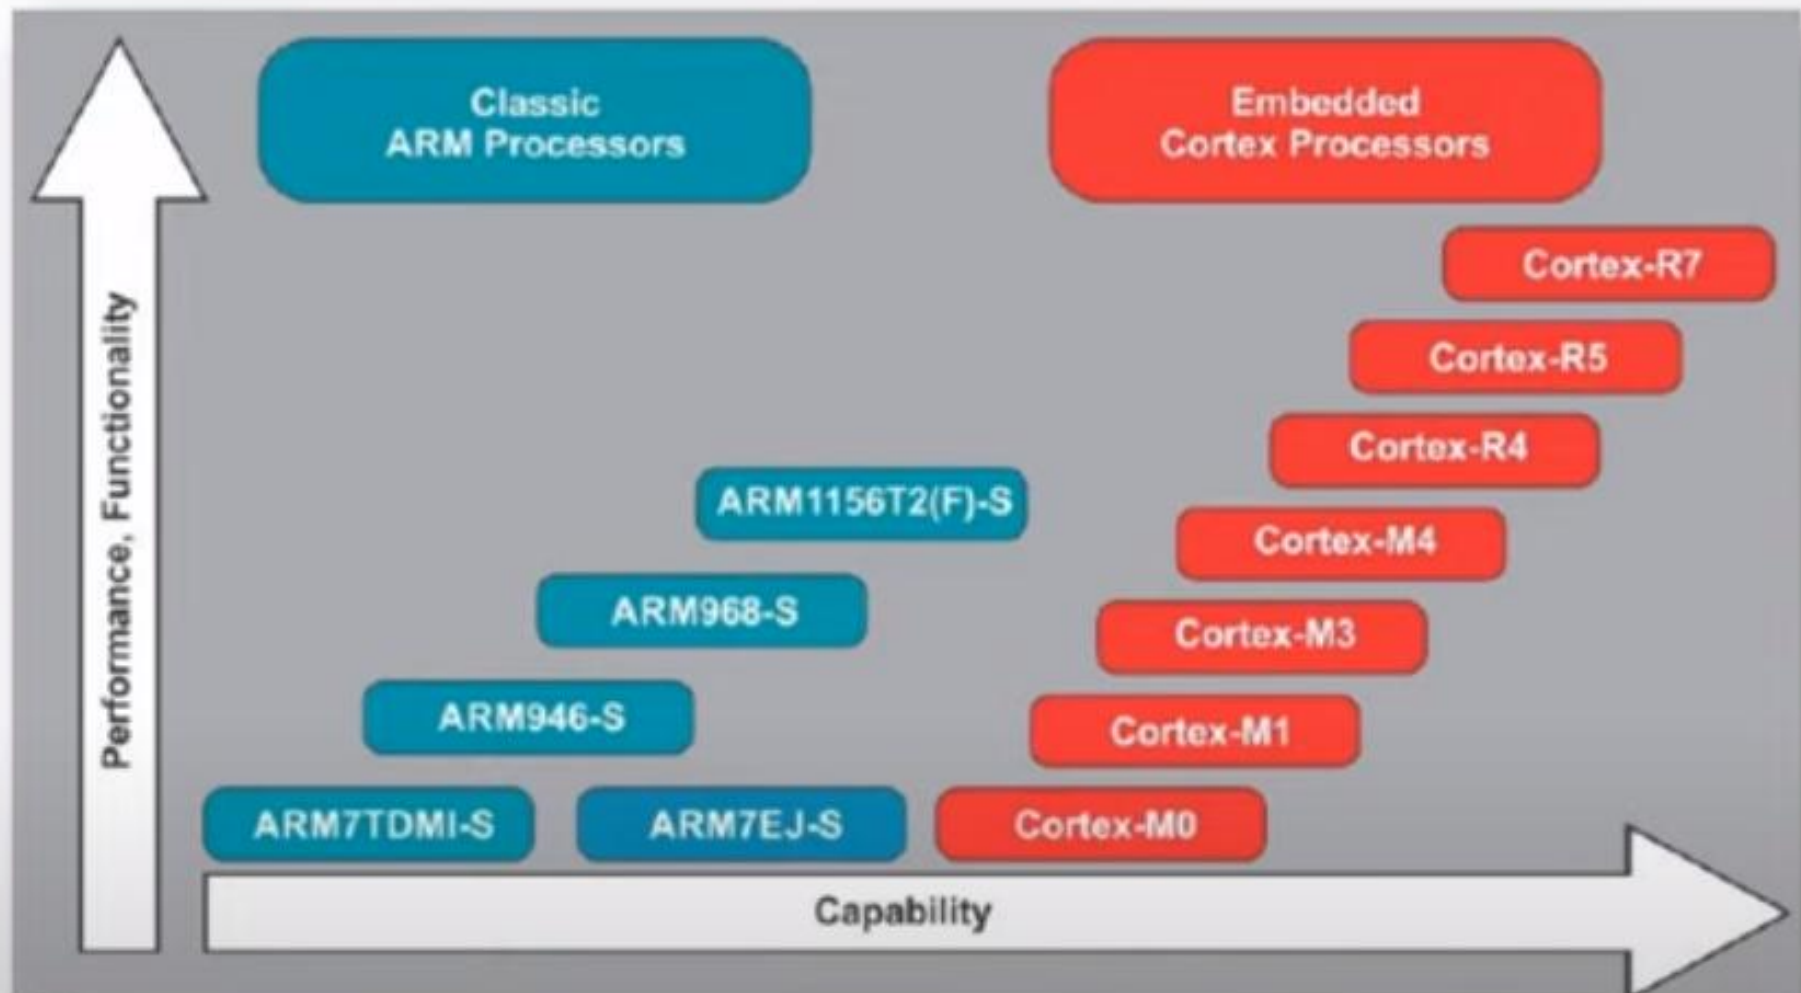 Classic
ARM Processors
Embedded
Cortex Processors
Cortex-R7
Cortex-R5
Cortex-R4
ARM1156T2(F)-S
Cortex-M4
ARM968-S
Cortex-M3
ARM946-S
Cortex-M1
ARM7TDMI-S
ARM7EJ-S
Cortex-M0
Performance, Functionality
Capability